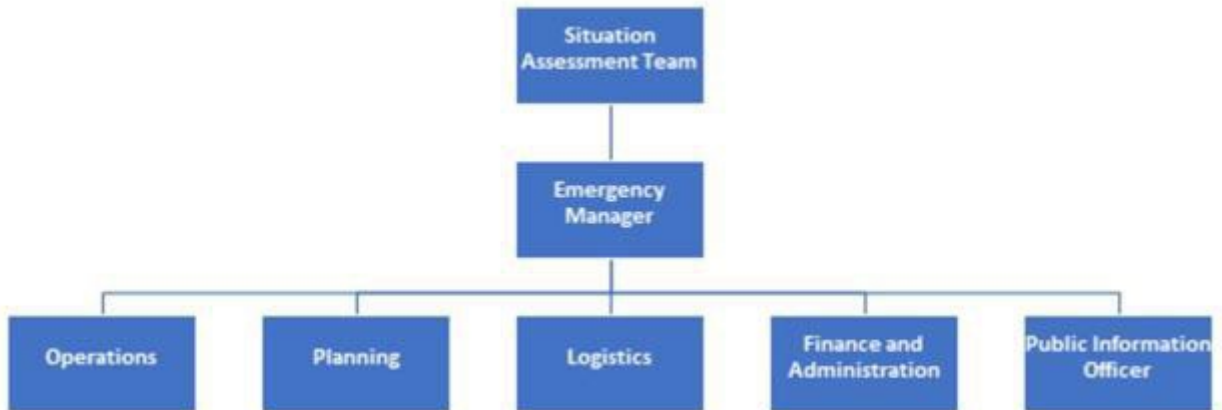 Situation
Assessment Team
Emergency
Manager
Operations
Planning
Logistics
Finance and
Administration
Public Information
Officer